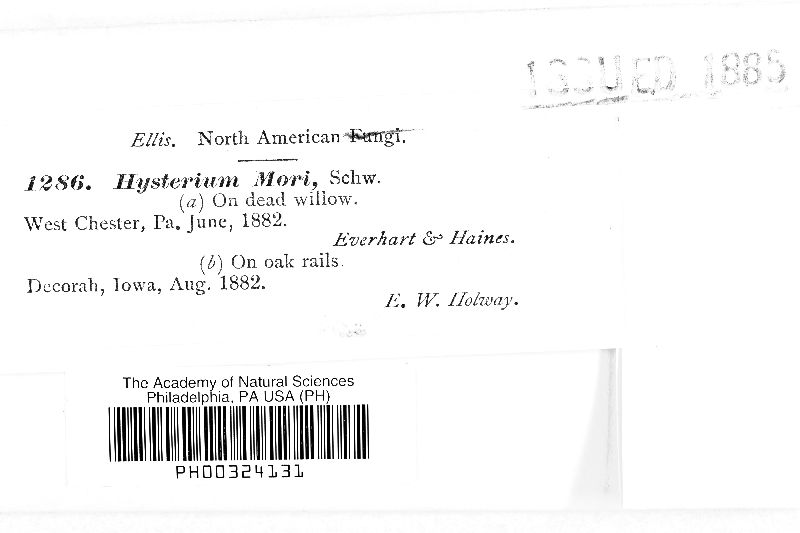 ISSUED 1885
Ellis. North American Fungi.
1286. Hysterium Mori, Schw.
(a) On dead willow.
West Chester, Pa. June, 1882.
Everhart & Haines.
(b) On oak rails.
Decorah, Iowa, Aug. 1882.
E. W. Holway.
The Academy of Natural Sciences
Philadelphia, PA USA (PH)
PH00324131